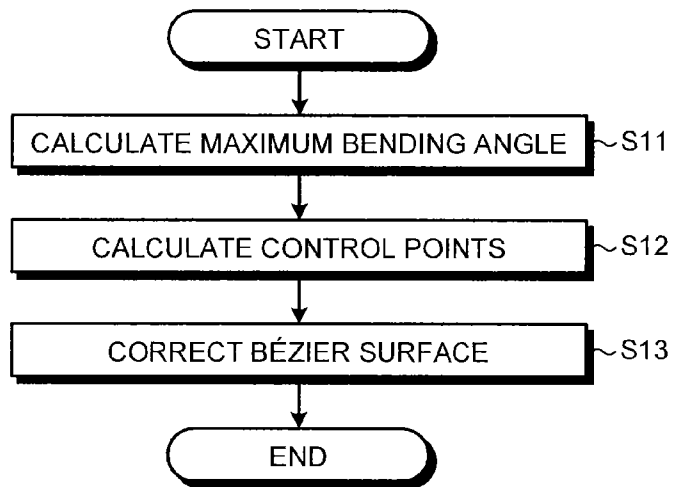 START
CALCULATE MAXIMUM BENDING ANGLE
~S11
CALCULATE CONTROL POINTS
~S12
CORRECT BÉZIER SURFACE
~S13
END